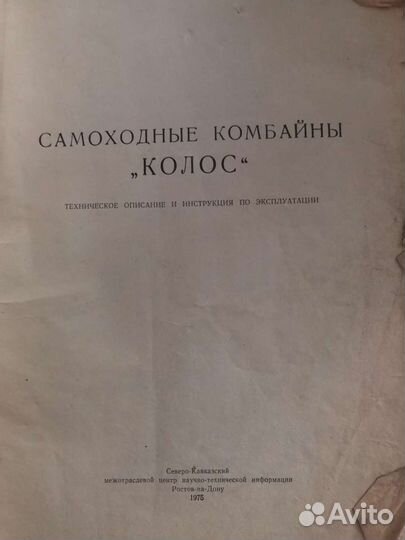 САМОХОДНЫЕ КОМБАЙНЫ
„КОЛОС“
ТЕХНИЧЕСКОЕ ОПИСАНИЕ И ИНСТРУКЦИЯ ПО ЭКСПЛУАТАЦИИ
Северо-Кавказский
межотраслевой центр научно-технической информации
Ростов-на-Дону
1975
Avito